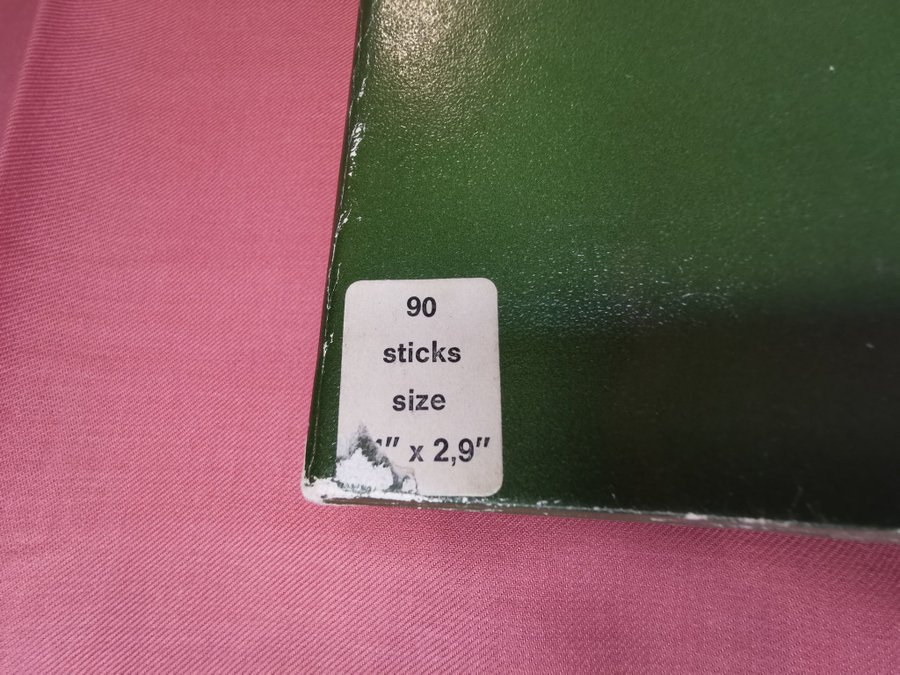 90
sticks
size
″ x 2,9″